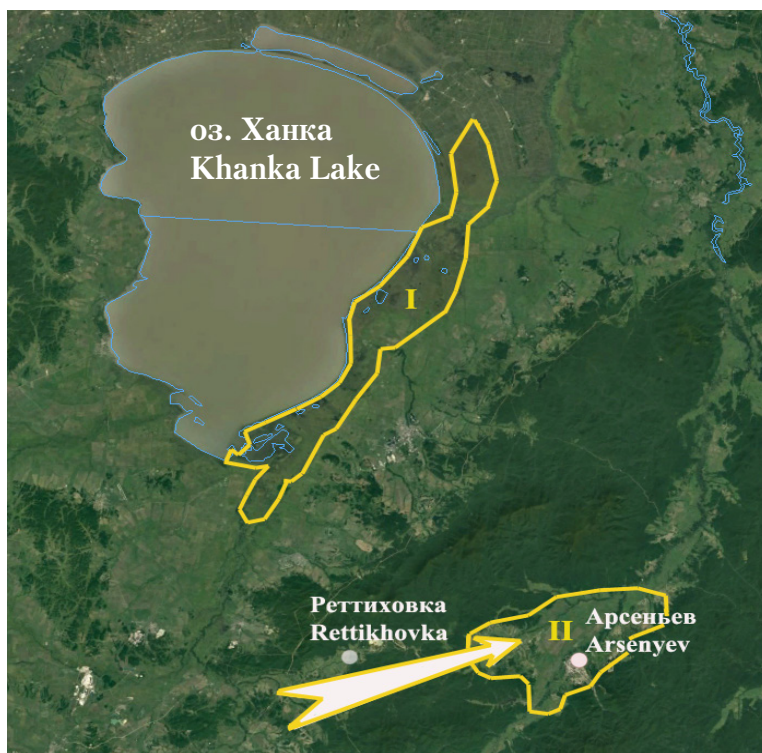 оз. Ханка
Khanka Lake
I
Реттиховка
Rettikhovka
II
Арсеньев
Arsenyev